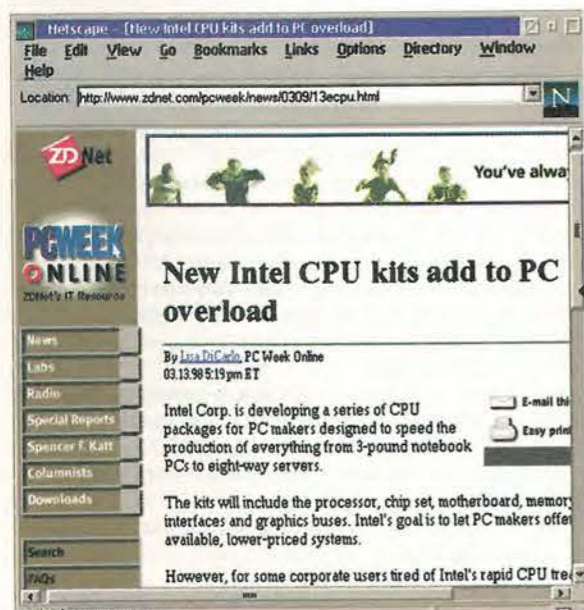 Netscape - [New Intel CPU kits add to PC overload]
File Edit View Go Bookmarks Links Options Directory Window
Help
Location: http://www.zdnet.com/pcweek/news/0309/13ecpu.html
N
ZD Net
You've alwa
PCWEEK
ONLINE
ZDNet's IT Resource
New Intel CPU kits add to PC
overload
By Lisa DiCarlo, PC Week Online
03.13.98 5:19 pm ET
News
Labs
Radio
Special Reports
Spencer F. Katt
Columnists
Downloads
Search
FAQs
E-mail thi
Easy prin
Intel Corp. is developing a series of CPU
packages for PC makers designed to speed the
production of everything from 3-pound notebook
PCs to eight-way servers.
The kits will include the processor, chip set, motherboard, memory
interfaces and graphics buses. Intel's goal is to let PC makers offe
available, lower-priced systems.
However, for some corporate users tired of Intel's rapid CPU trea